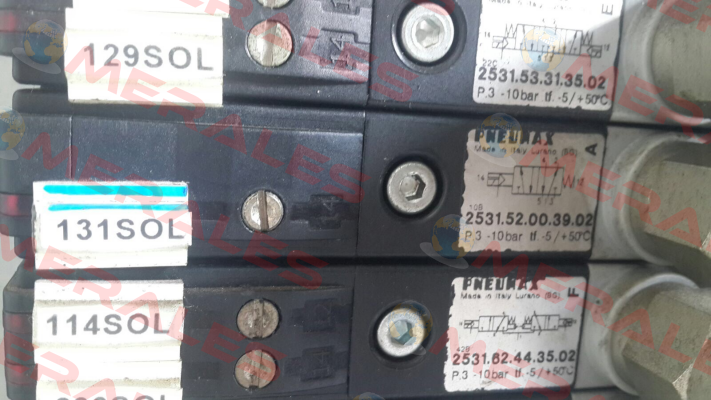 E
129SOL
14
2531.53.31.35.02
P.3 -10bar tf. -5/+50°C
PNEUMAX
Made in Italy Lurano (BG)
A
14
131SOL
2531.52.00.39.02
P.3 -10bar tf. -5/+50°C
PNEUMAX
Made in Italy Lurano (BG)
F
114SOL
2531.62.44.35.02
P.3 -10bar tf. -5/+50°C
MERALES